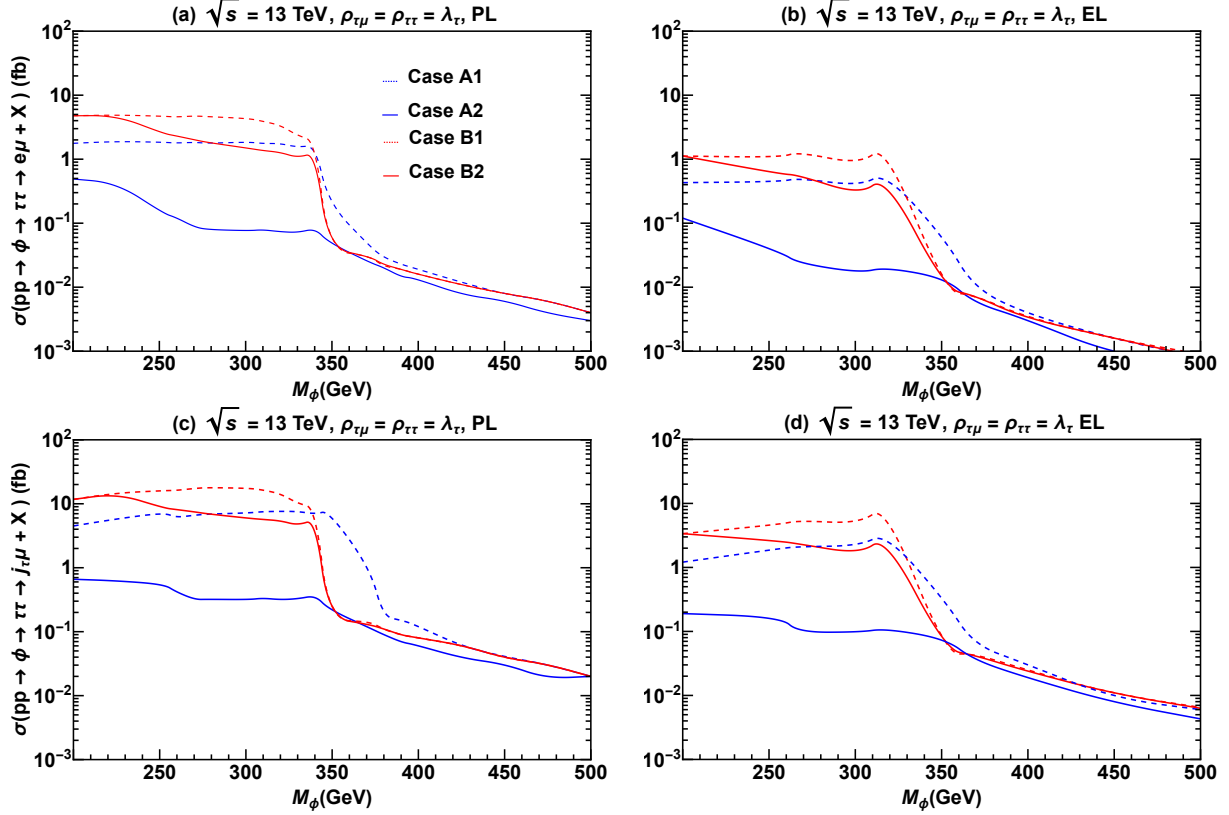 (a) √s = 13 TeV, ρτμ = ρττ = λτ, PL
σ(pp → ϕ → ττ → eμ + X ) (fb)
10²
10
1
10⁻¹
10⁻²
10⁻³
Case A1
Case A2
Case B1
Case B2
250 300 350 400 450 500
Mϕ(GeV)
(b) √s = 13 TeV, ρτμ = ρττ = λτ, EL
10²
10
1
10⁻¹
10⁻²
10⁻³
250 300 350 400 450 500
Mϕ(GeV)
(c) √s = 13 TeV, ρτμ = ρττ = λτ, PL
σ(pp → ϕ → ττ → jτμ + X ) (fb)
10²
10
1
10⁻¹
10⁻²
10⁻³
250 300 350 400 450 500
Mϕ(GeV)
(d) √s = 13 TeV, ρτμ = ρττ = λτ EL
10²
10
1
10⁻¹
10⁻²
10⁻³
250 300 350 400 450 500
Mϕ(GeV)